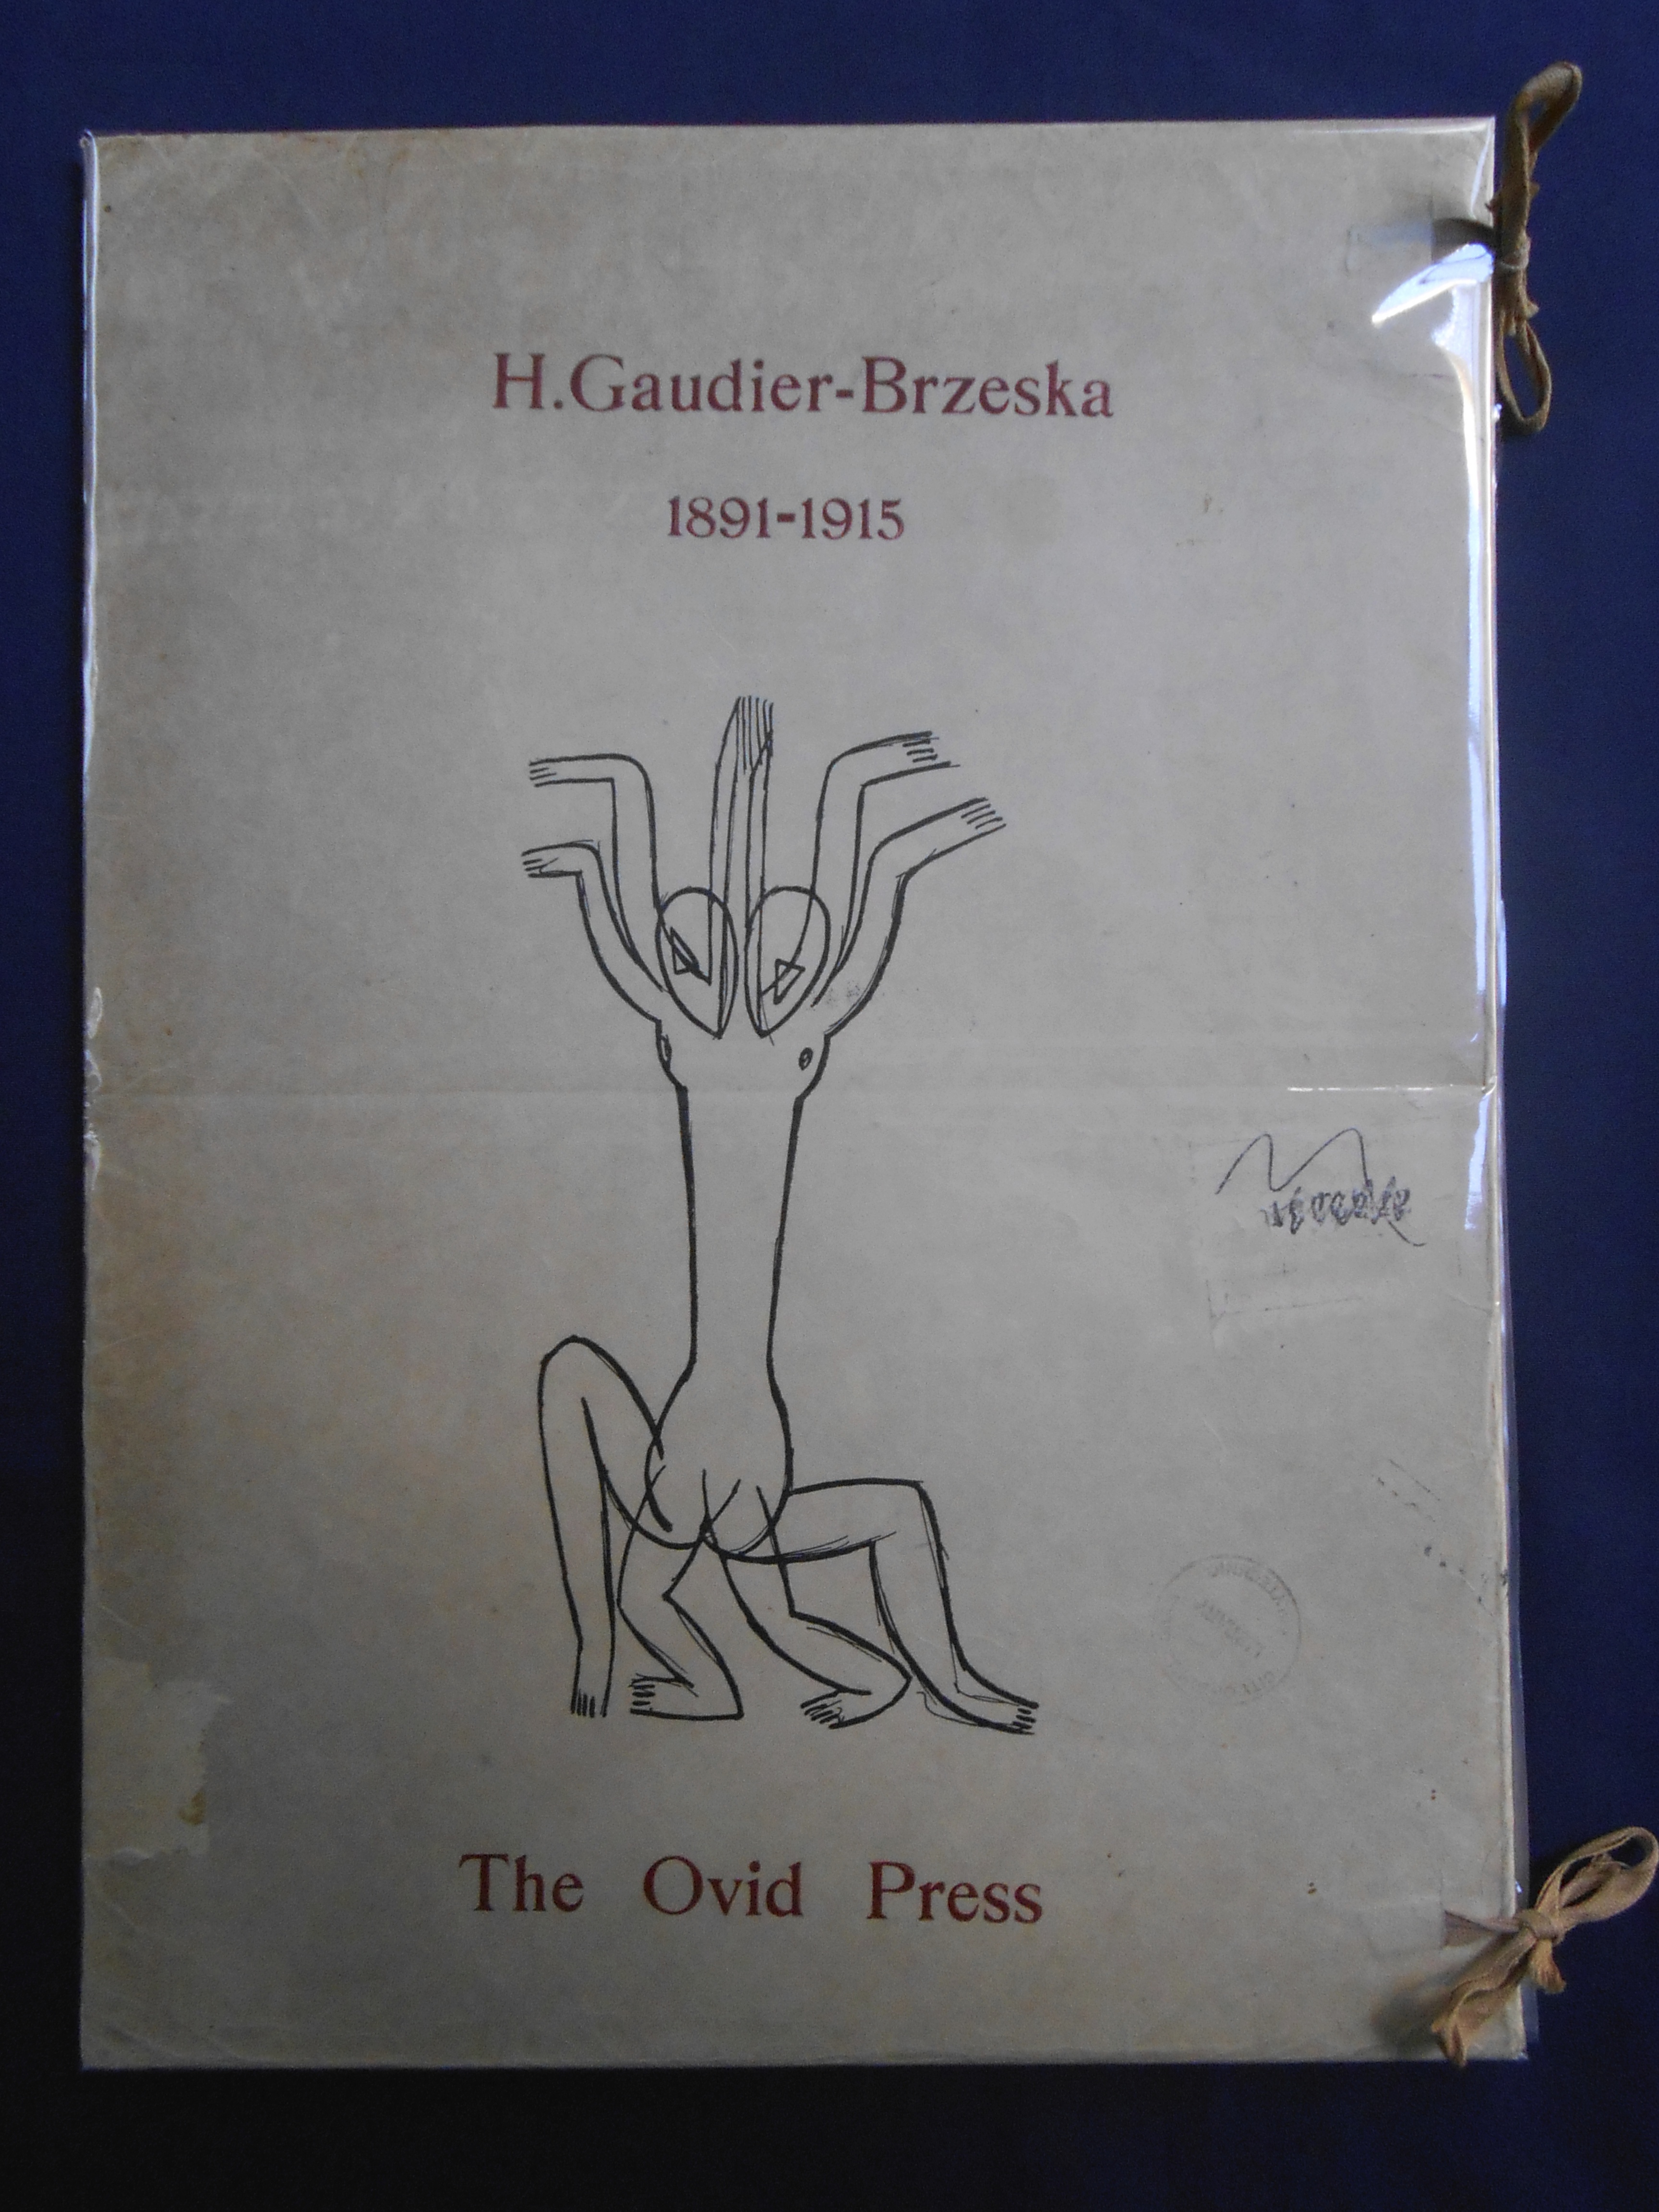 H.Gaudier-Brzeska
1891-1915
The Ovid Press